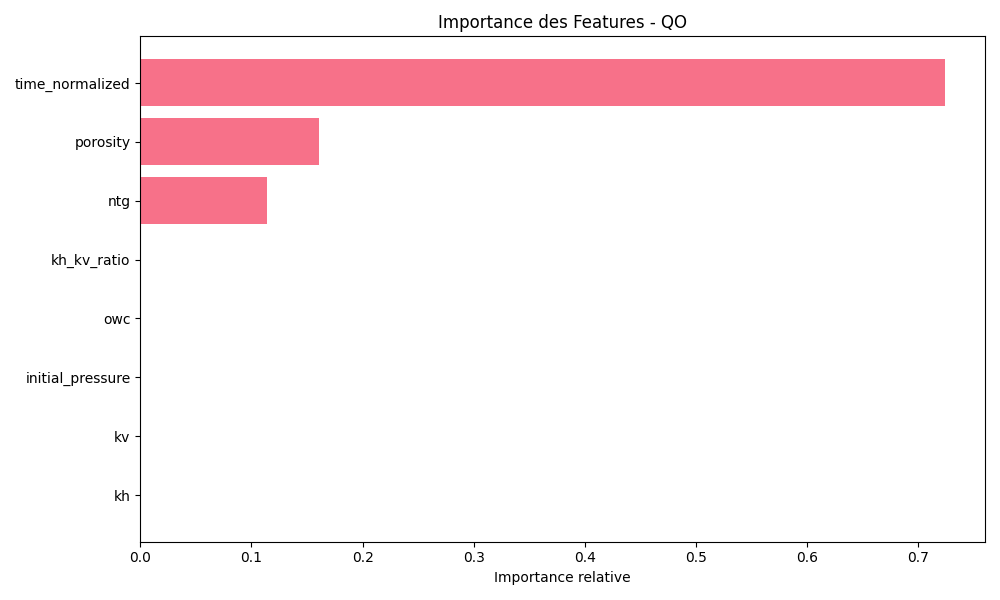 Importance des Features - QO
time_normalized
porosity
ntg
kh_kv_ratio
owc
initial_pressure
kv
kh
0.0 0.1 0.2 0.3 0.4 0.5 0.6 0.7
Importance relative